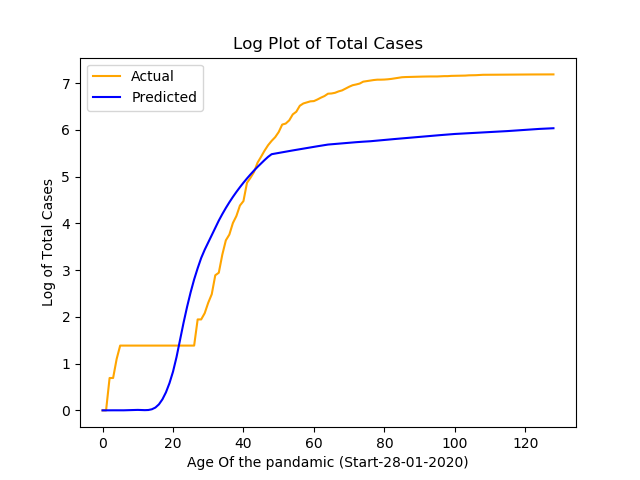 Log Plot of Total Cases
Actual
Predicted
7
6
5
4
3
2
1
0
Log of Total Cases
0 20 40 60 80 100 120
Age Of the pandamic (Start-28-01-2020)